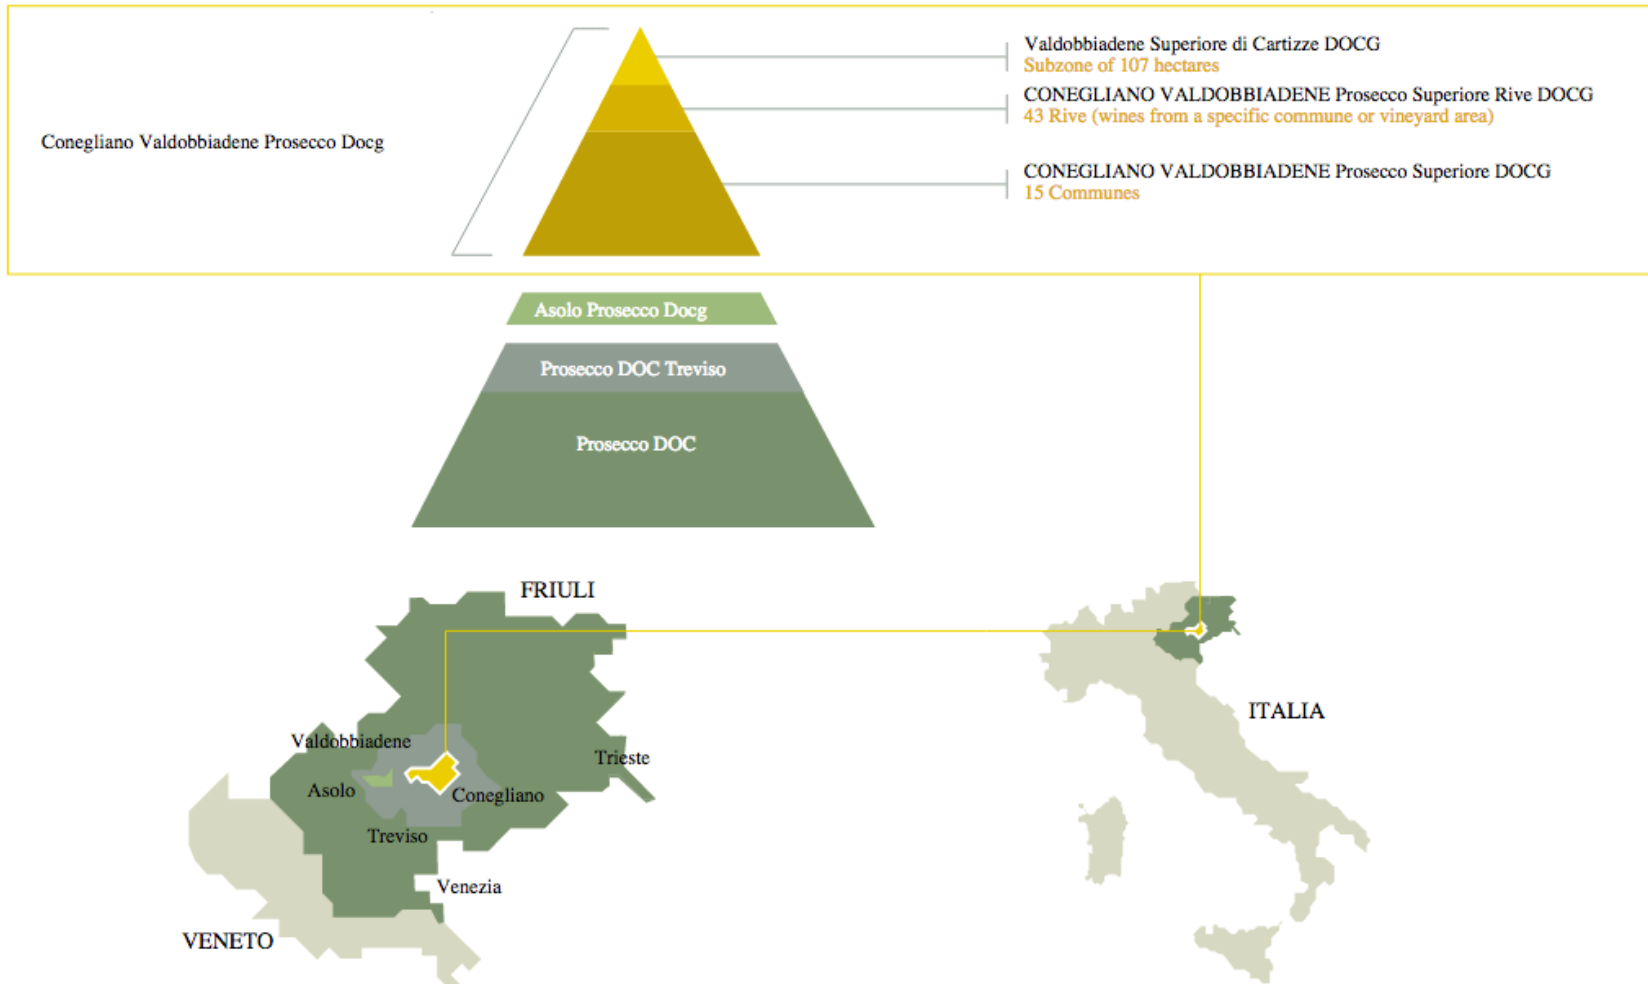 Valdobbiadene Superiore di Cartizze DOCG
Subzone of 107 hectares
CONEGLIANO VALDOBBIADENE Prosecco Superiore Rive DOCG
43 Rive (wines from a specific commune or vineyard area)
Conegliano Valdobbiadene Prosecco Docg
CONEGLIANO VALDOBBIADENE Prosecco Superiore DOCG
15 Communes
Asolo Prosecco Docg
Prosecco DOC Treviso
Prosecco DOC
FRIULI
ITALIA
Valdobbiadene
Trieste
Asolo
Conegliano
Treviso
Venezia
VENETO